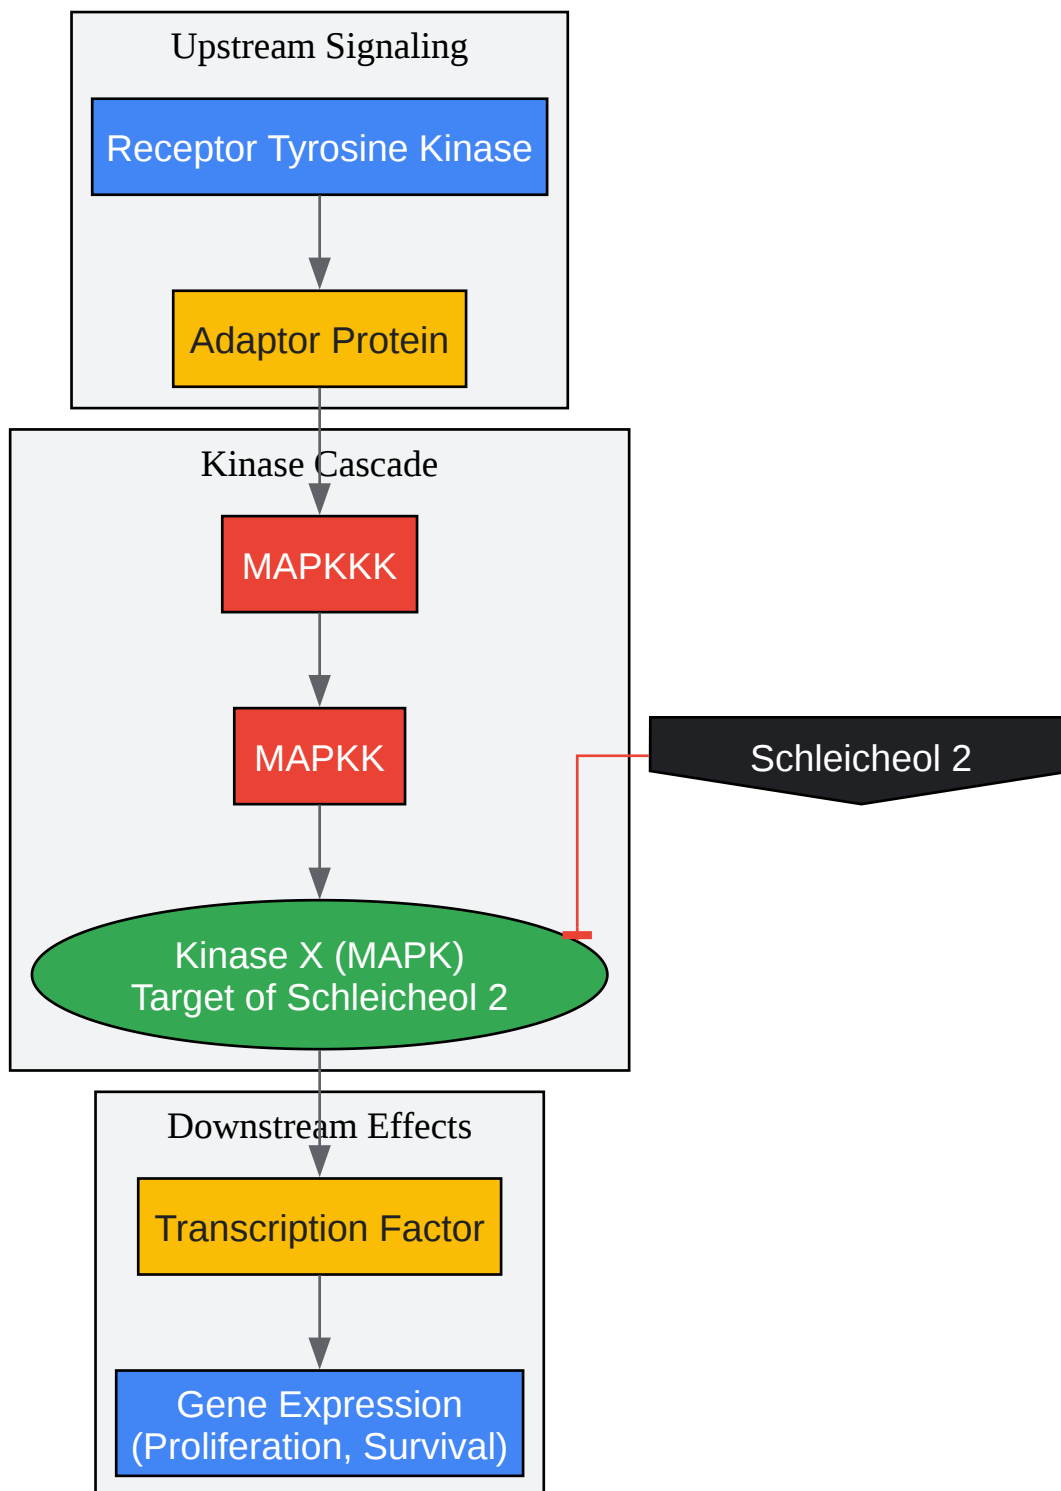 Upstream Signaling
Receptor Tyrosine Kinase
Adaptor Protein
Kinase Cascade
MAPKKK
MAPKK
Schleicheol 2
Kinase X (MAPK)
Target of Schleicheol 2
Downstream Effects
Transcription Factor
Gene Expression
(Proliferation, Survival)